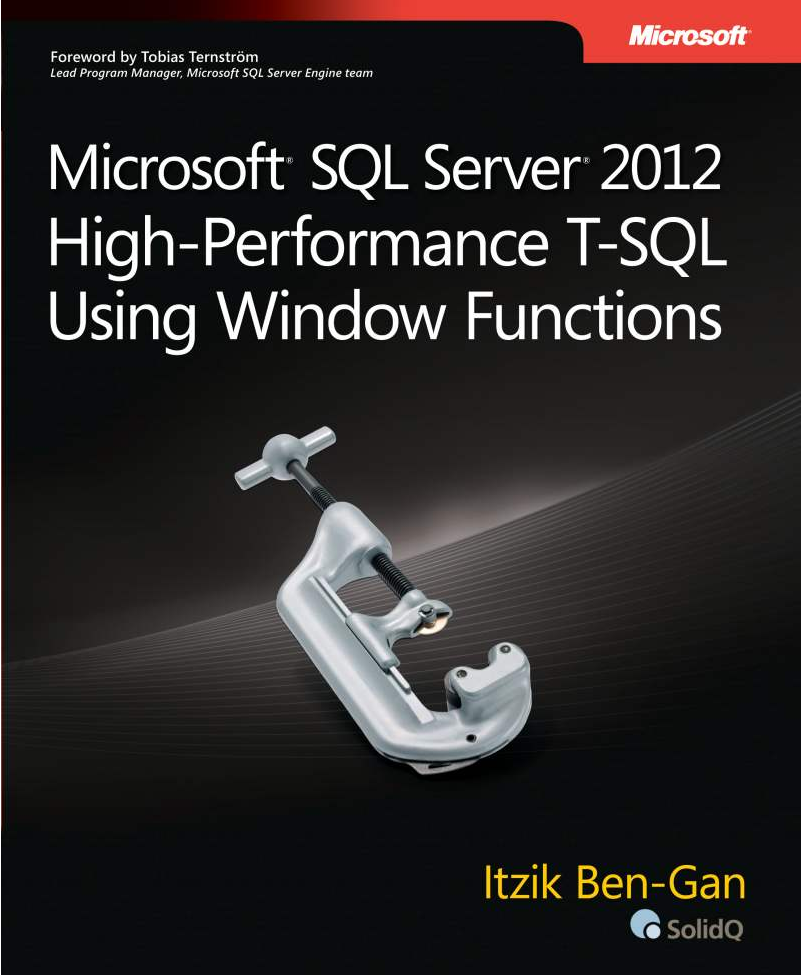 Microsoft®
Foreword by Tobias Ternström
Lead Program Manager, Microsoft SQL Server Engine team
Microsoft® SQL Server® 2012
High-Performance T-SQL
Using Window Functions
Itzik Ben-Gan
SolidQ